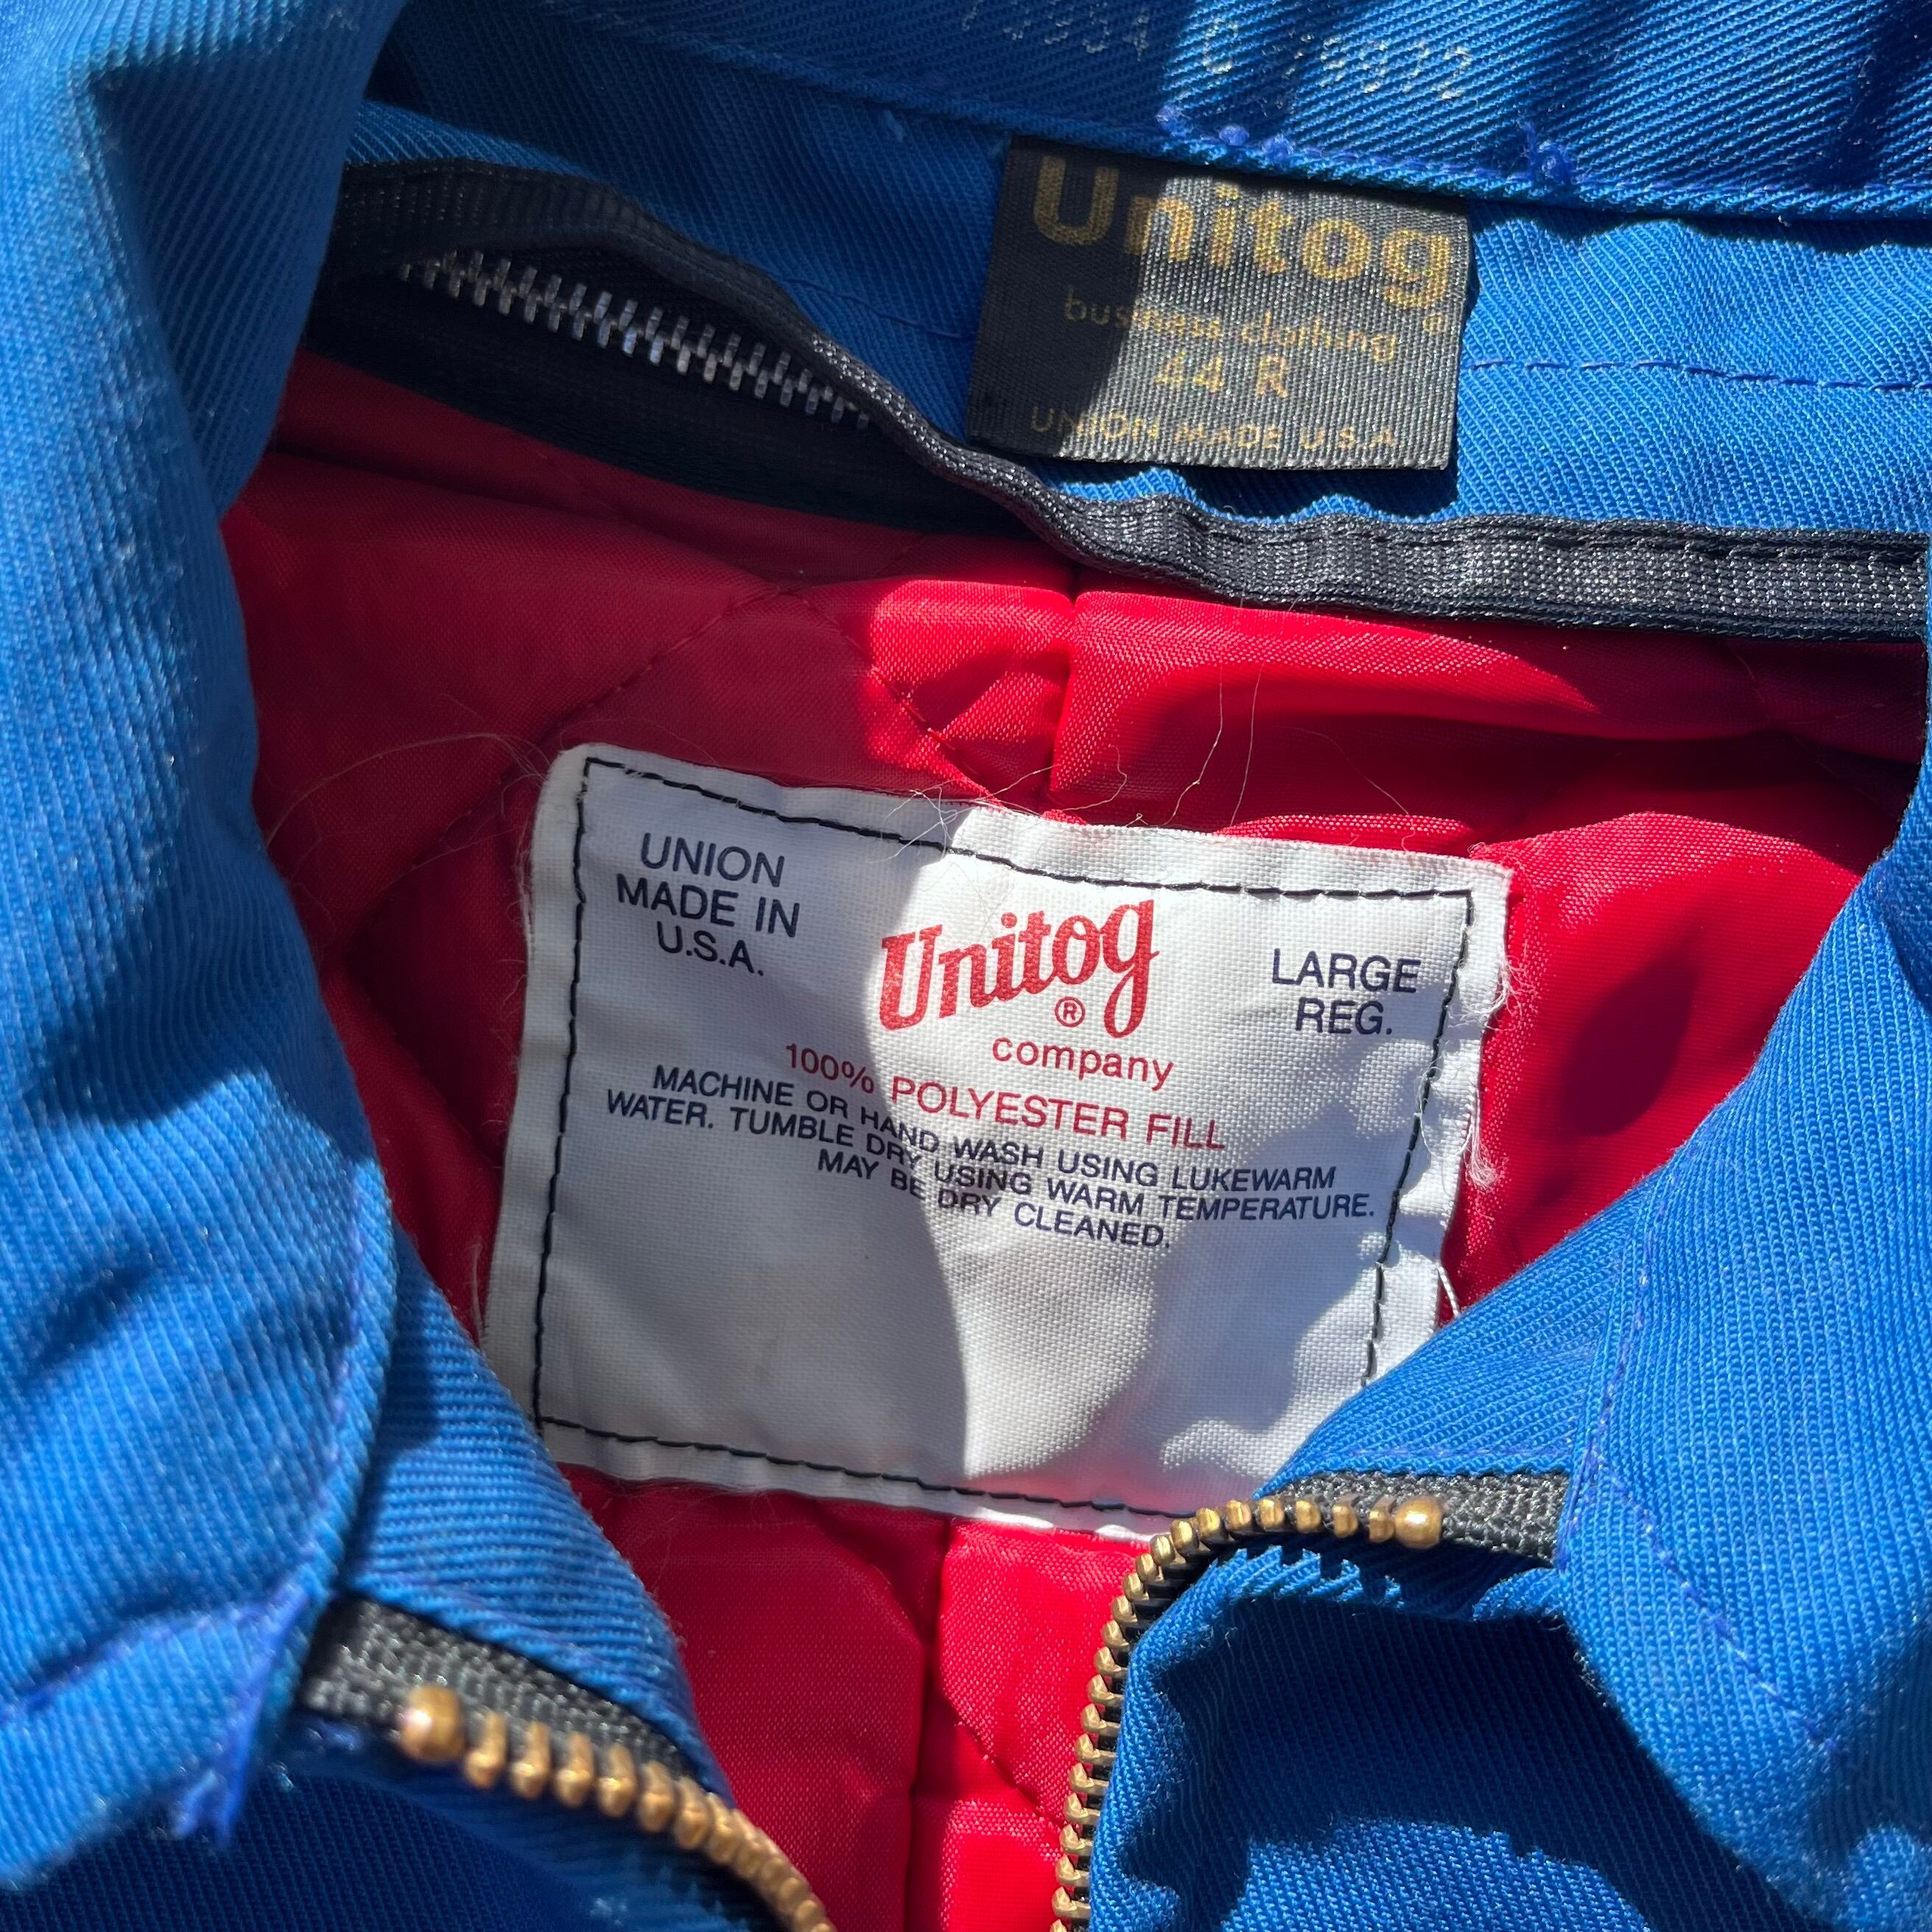 Unitog
business clothing
44 R
UNION MADE U.S.A.
UNION
MADE IN
U.S.A.
Unitog
®
company
LARGE
REG.
100% POLYESTER FILL
MACHINE OR HAND WASH USING LUKEWARM
WATER. TUMBLE DRY USING WARM TEMPERATURE.
MAY BE DRY CLEANED.